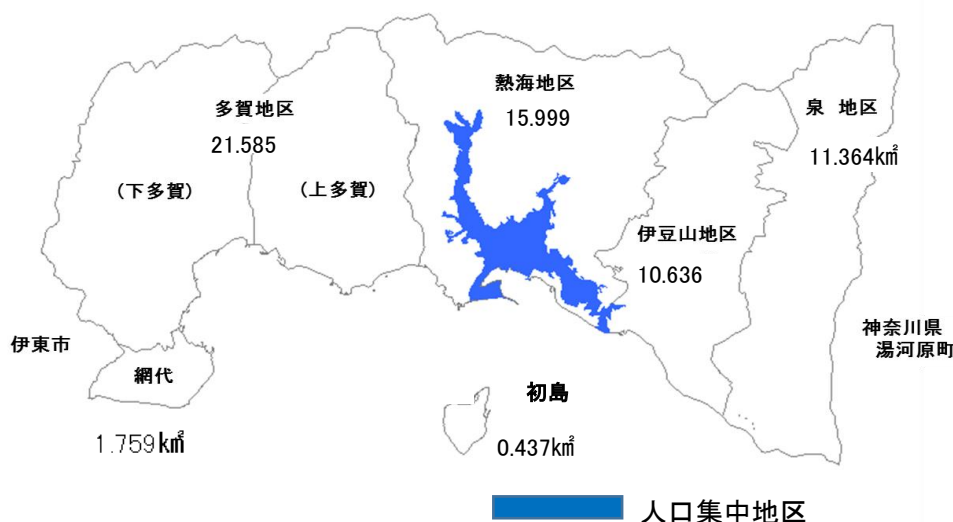 熱海地区
15.999
多賀地区
21.585
泉 地区
11.364k㎡
(下多賀)
(上多賀)
伊豆山地区
10.636
伊東市
神奈川県
湯河原町
網代
1.759k㎡
初島
0.437k㎡
人口集中地区